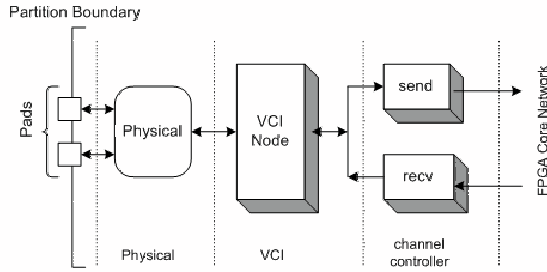 Partition Boundary
Pads
Physical
VCI
Node
send
recv
FPGA Core Network
Physical
VCI
channel
controller